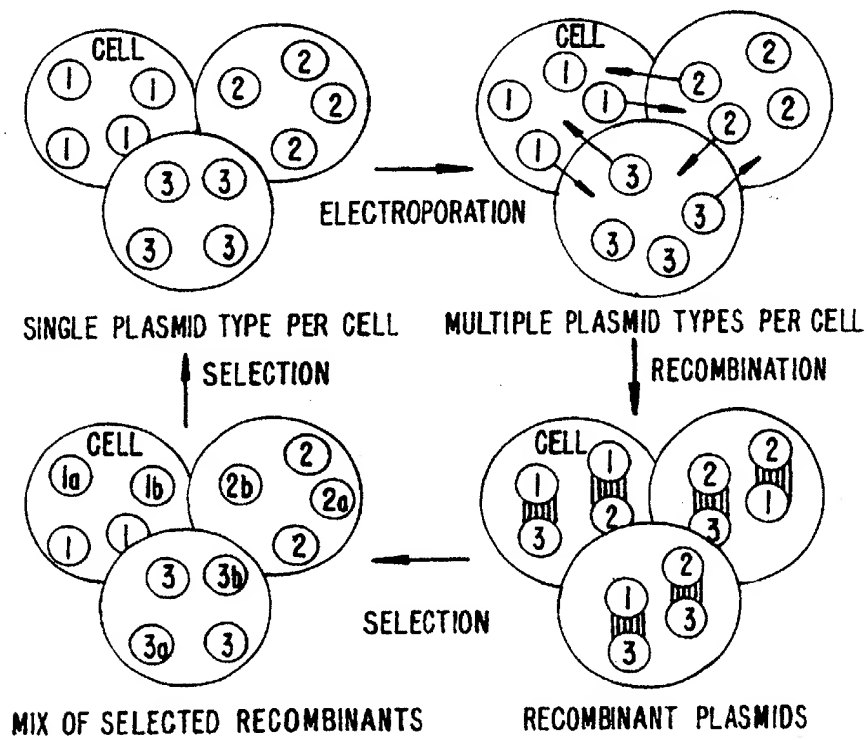 CELL
1 1 1 1
2 2 2 2
3 3 3 3
ELECTROPORATION
CELL
1 1 1 1
2 2 2 2
3 3 3 3
SINGLE PLASMID TYPE PER CELL
MULTIPLE PLASMID TYPES PER CELL
SELECTION
RECOMBINATION
CELL
1a 1b 1 1
2 2b 2a 2
3 3b 3a 3
SELECTION
CELL
1 3
1 2
2 3
2 1
1 3
2 3
MIX OF SELECTED RECOMBINANTS
RECOMBINANT PLASMIDS